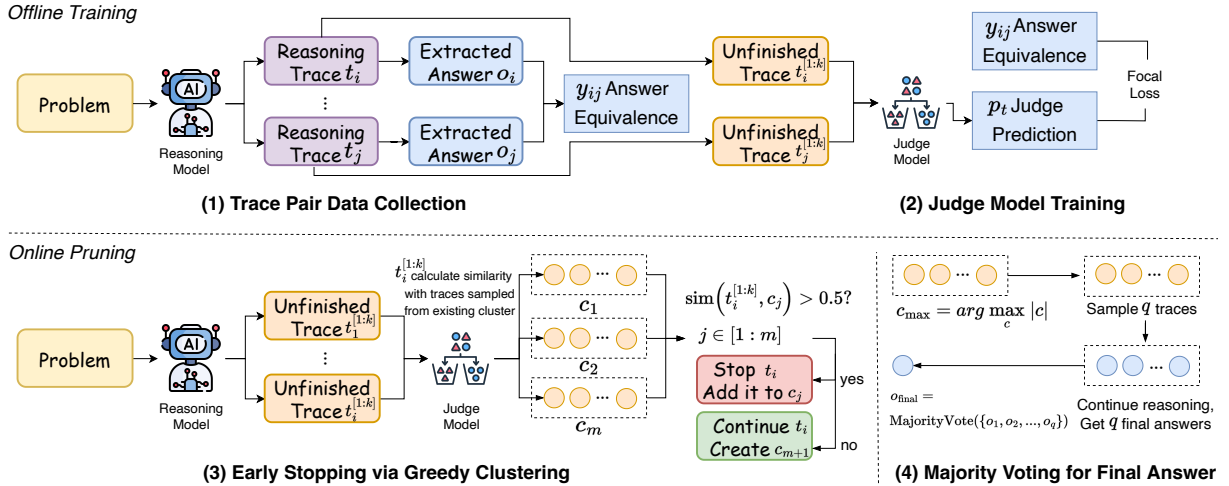 Offline Training
Problem
AI
Reasoning
Model
Reasoning
Trace t_i
⋮
Reasoning
Trace t_j
Extracted
Answer o_i
Extracted
Answer o_j
y_{ij} Answer
Equivalence
Unfinished
Trace t_i^{[1:k]}
Unfinished
Trace t_j^{[1:k]}
Judge
Model
y_{ij} Answer
Equivalence
p_t Judge
Prediction
Focal
Loss
(1) Trace Pair Data Collection
(2) Judge Model Training
Online Pruning
Problem
AI
Reasoning
Model
Unfinished
Trace t_1^{[1:k]}
⋮
Unfinished
Trace t_i^{[1:k]}
t_i^{[1:k]} calculate similarity
with traces sampled
from existing cluster
Judge
Model
...
c_1
...
c_2
...
c_m
sim(t_i^{[1:k]}, c_j) > 0.5?
j ∈ [1 : m]
Stop t_i
Add it to c_j
yes
Continue t_i
Create c_{m+1}
no
(3) Early Stopping via Greedy Clustering
...
c_max = arg max_c |c|
...
Sample q traces
...
Continue reasoning,
Get q final answers
o_final =
MajorityVote({o_1, o_2, ..., o_q})
(4) Majority Voting for Final Answer